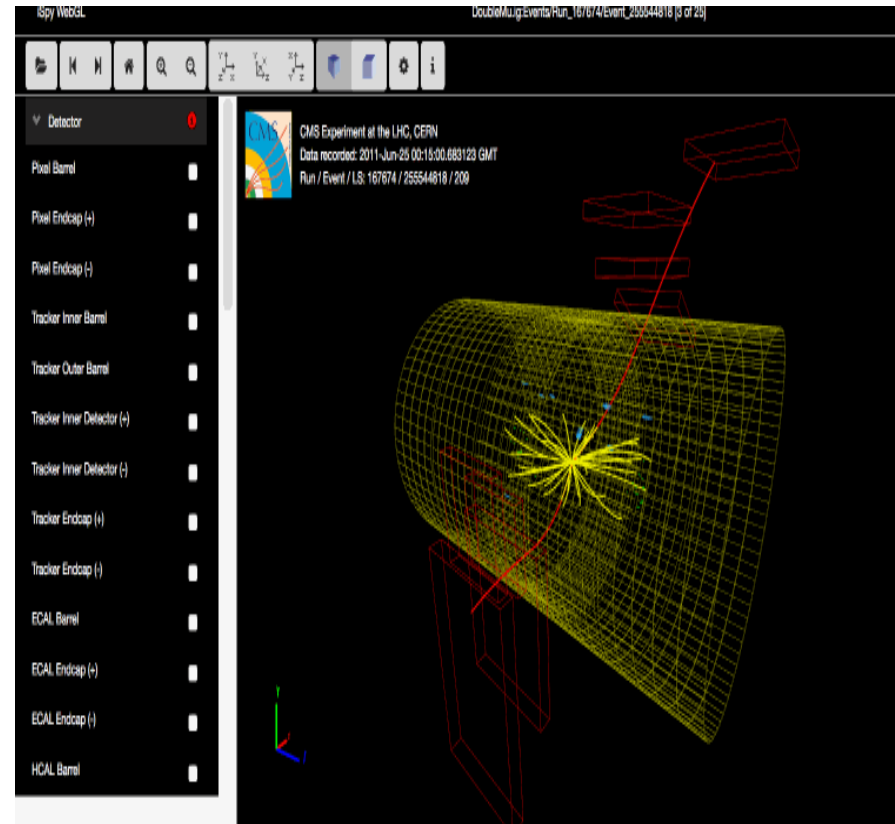 iSpy WebGL
DoubleMu.ig:Events/Run_167674/Event_255544818 [3 of 25]
Detector
Pixel Barrel
Pixel Endcap (+)
Pixel Endcap (-)
Tracker Inner Barrel
Tracker Outer Barrel
Tracker Inner Detector (+)
Tracker Inner Detector (-)
Tracker Endcap (+)
Tracker Endcap (-)
ECAL Barrel
ECAL Endcap (+)
ECAL Endcap (-)
HCAL Barrel
CMS
CMS Experiment at the LHC, CERN
Data recorded: 2011-Jun-25 00:15:00.683123 GMT
Run / Event / LS: 167674 / 255544818 / 209